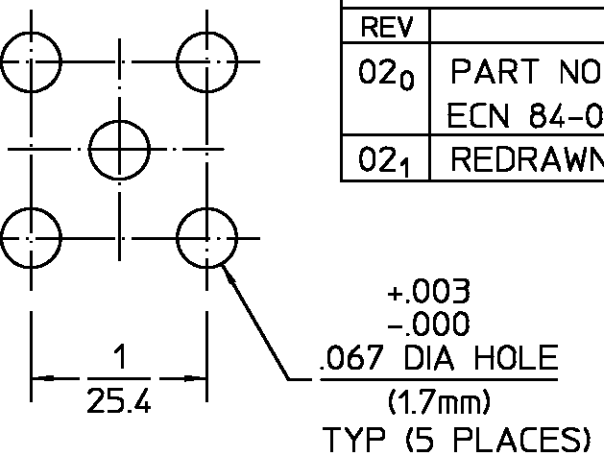 REV
02₀ PART NO
ECN 84-0
02₁ REDRAWN
+.003
-.000
.067 DIA HOLE
(1.7mm)
TYP (5 PLACES)
1
25.4